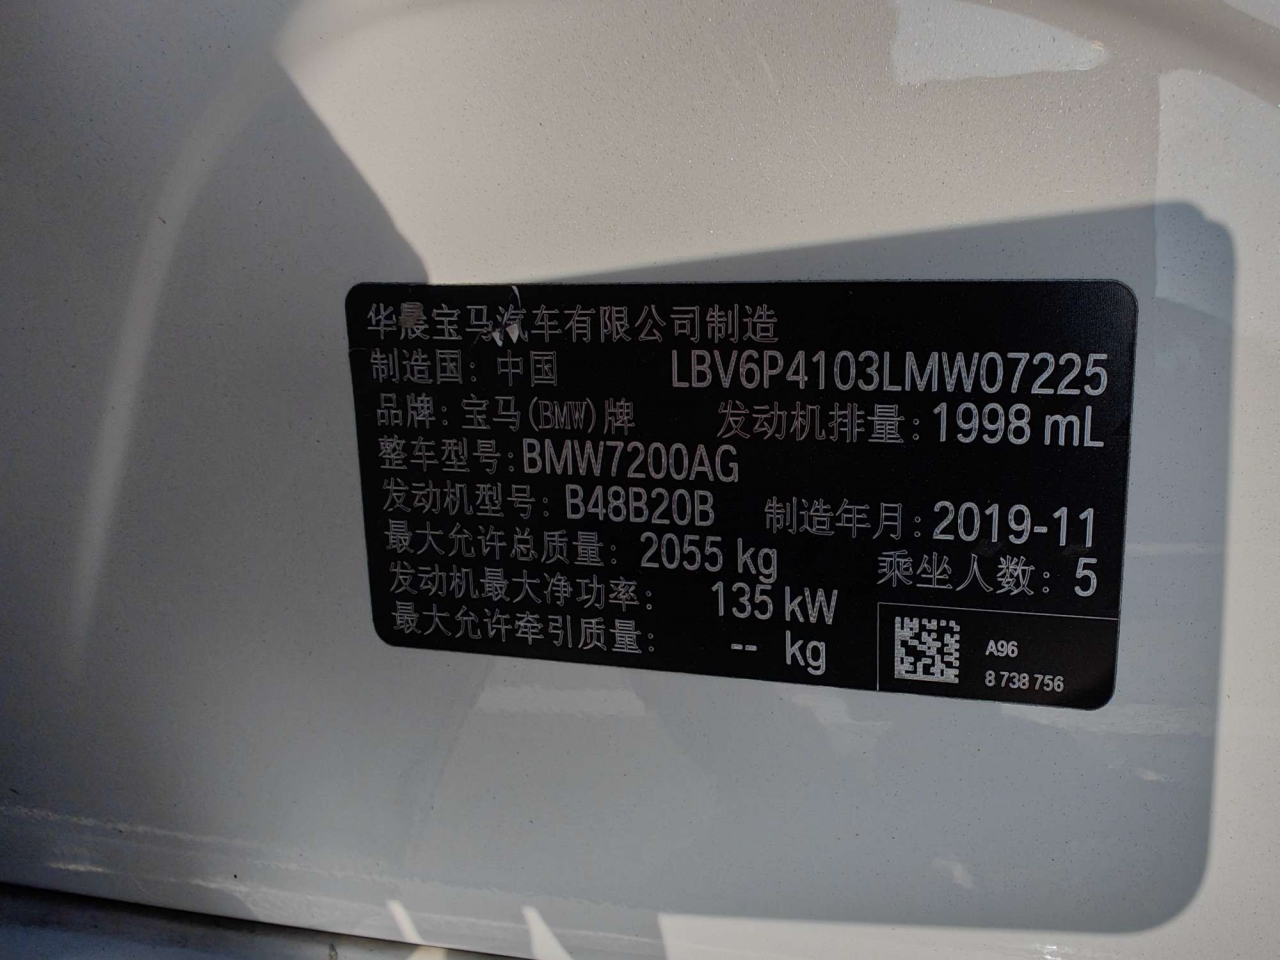 华晨宝马汽车有限公司制造
制造国：中国 LBV6P4103LMW07225
品牌：宝马(BMW)牌 发动机排量：1998 mL
整车型号：BMW7200AG
发动机型号：B48B20B 制造年月：2019-11
最大允许总质量：2055 kg 乘坐人数：5
发动机最大净功率：135 kW
最大允许牵引质量：-- kg
A96
8 738 756